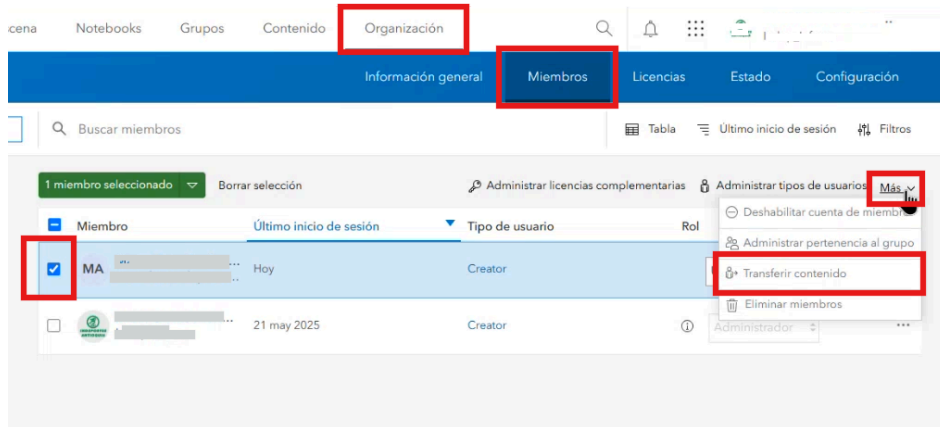 Notebooks Grupos Contenido Organización
Información general Miembros Licencias Estado Configuración
Buscar miembros Tabla Último inicio de sesión Filtros
1 miembro seleccionado Borrar selección Administrar licencias complementarias Administrar tipos de usuarios Más
Deshabilitar cuenta de miembro
Miembro Último inicio de sesión Tipo de usuario Rol
Administrar pertenencia al grupo
MA Hoy Creator
Transferir contenido
Eliminar miembros
21 may 2025 Creator Administrador